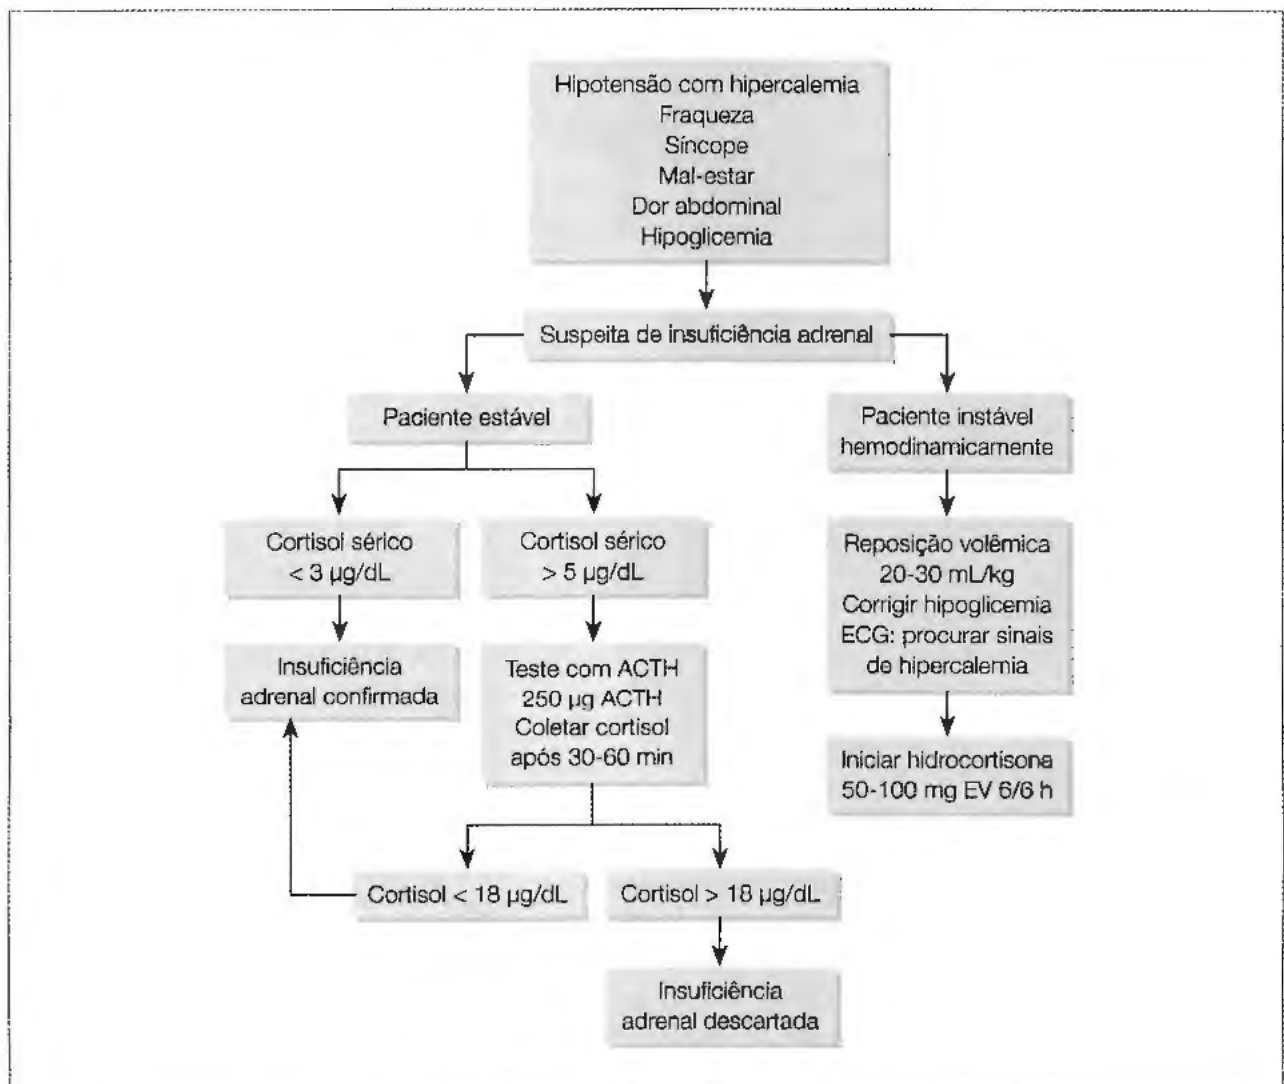 Hipotensão com hipercalemia
Fraqueza
Síncope
Mal-estar
Dor abdominal
Hipoglicemia
Suspeita de insuficiência adrenal
Paciente estável
Paciente instável
hemodinamicamente
Cortisol sérico
< 3 µg/dL
Cortisol sérico
> 5 µg/dL
Reposição volêmica
20-30 mL/kg
Corrigir hipoglicemia
ECG: procurar sinais
de hipercalemia
Insuficiência
adrenal confirmada
Teste com ACTH
250 µg ACTH
Coletar cortisol
após 30-60 min
Iniciar hidrocortisona
50-100 mg EV 6/6 h
Cortisol < 18 µg/dL
Cortisol > 18 µg/dL
Insuficiência
adrenal descartada